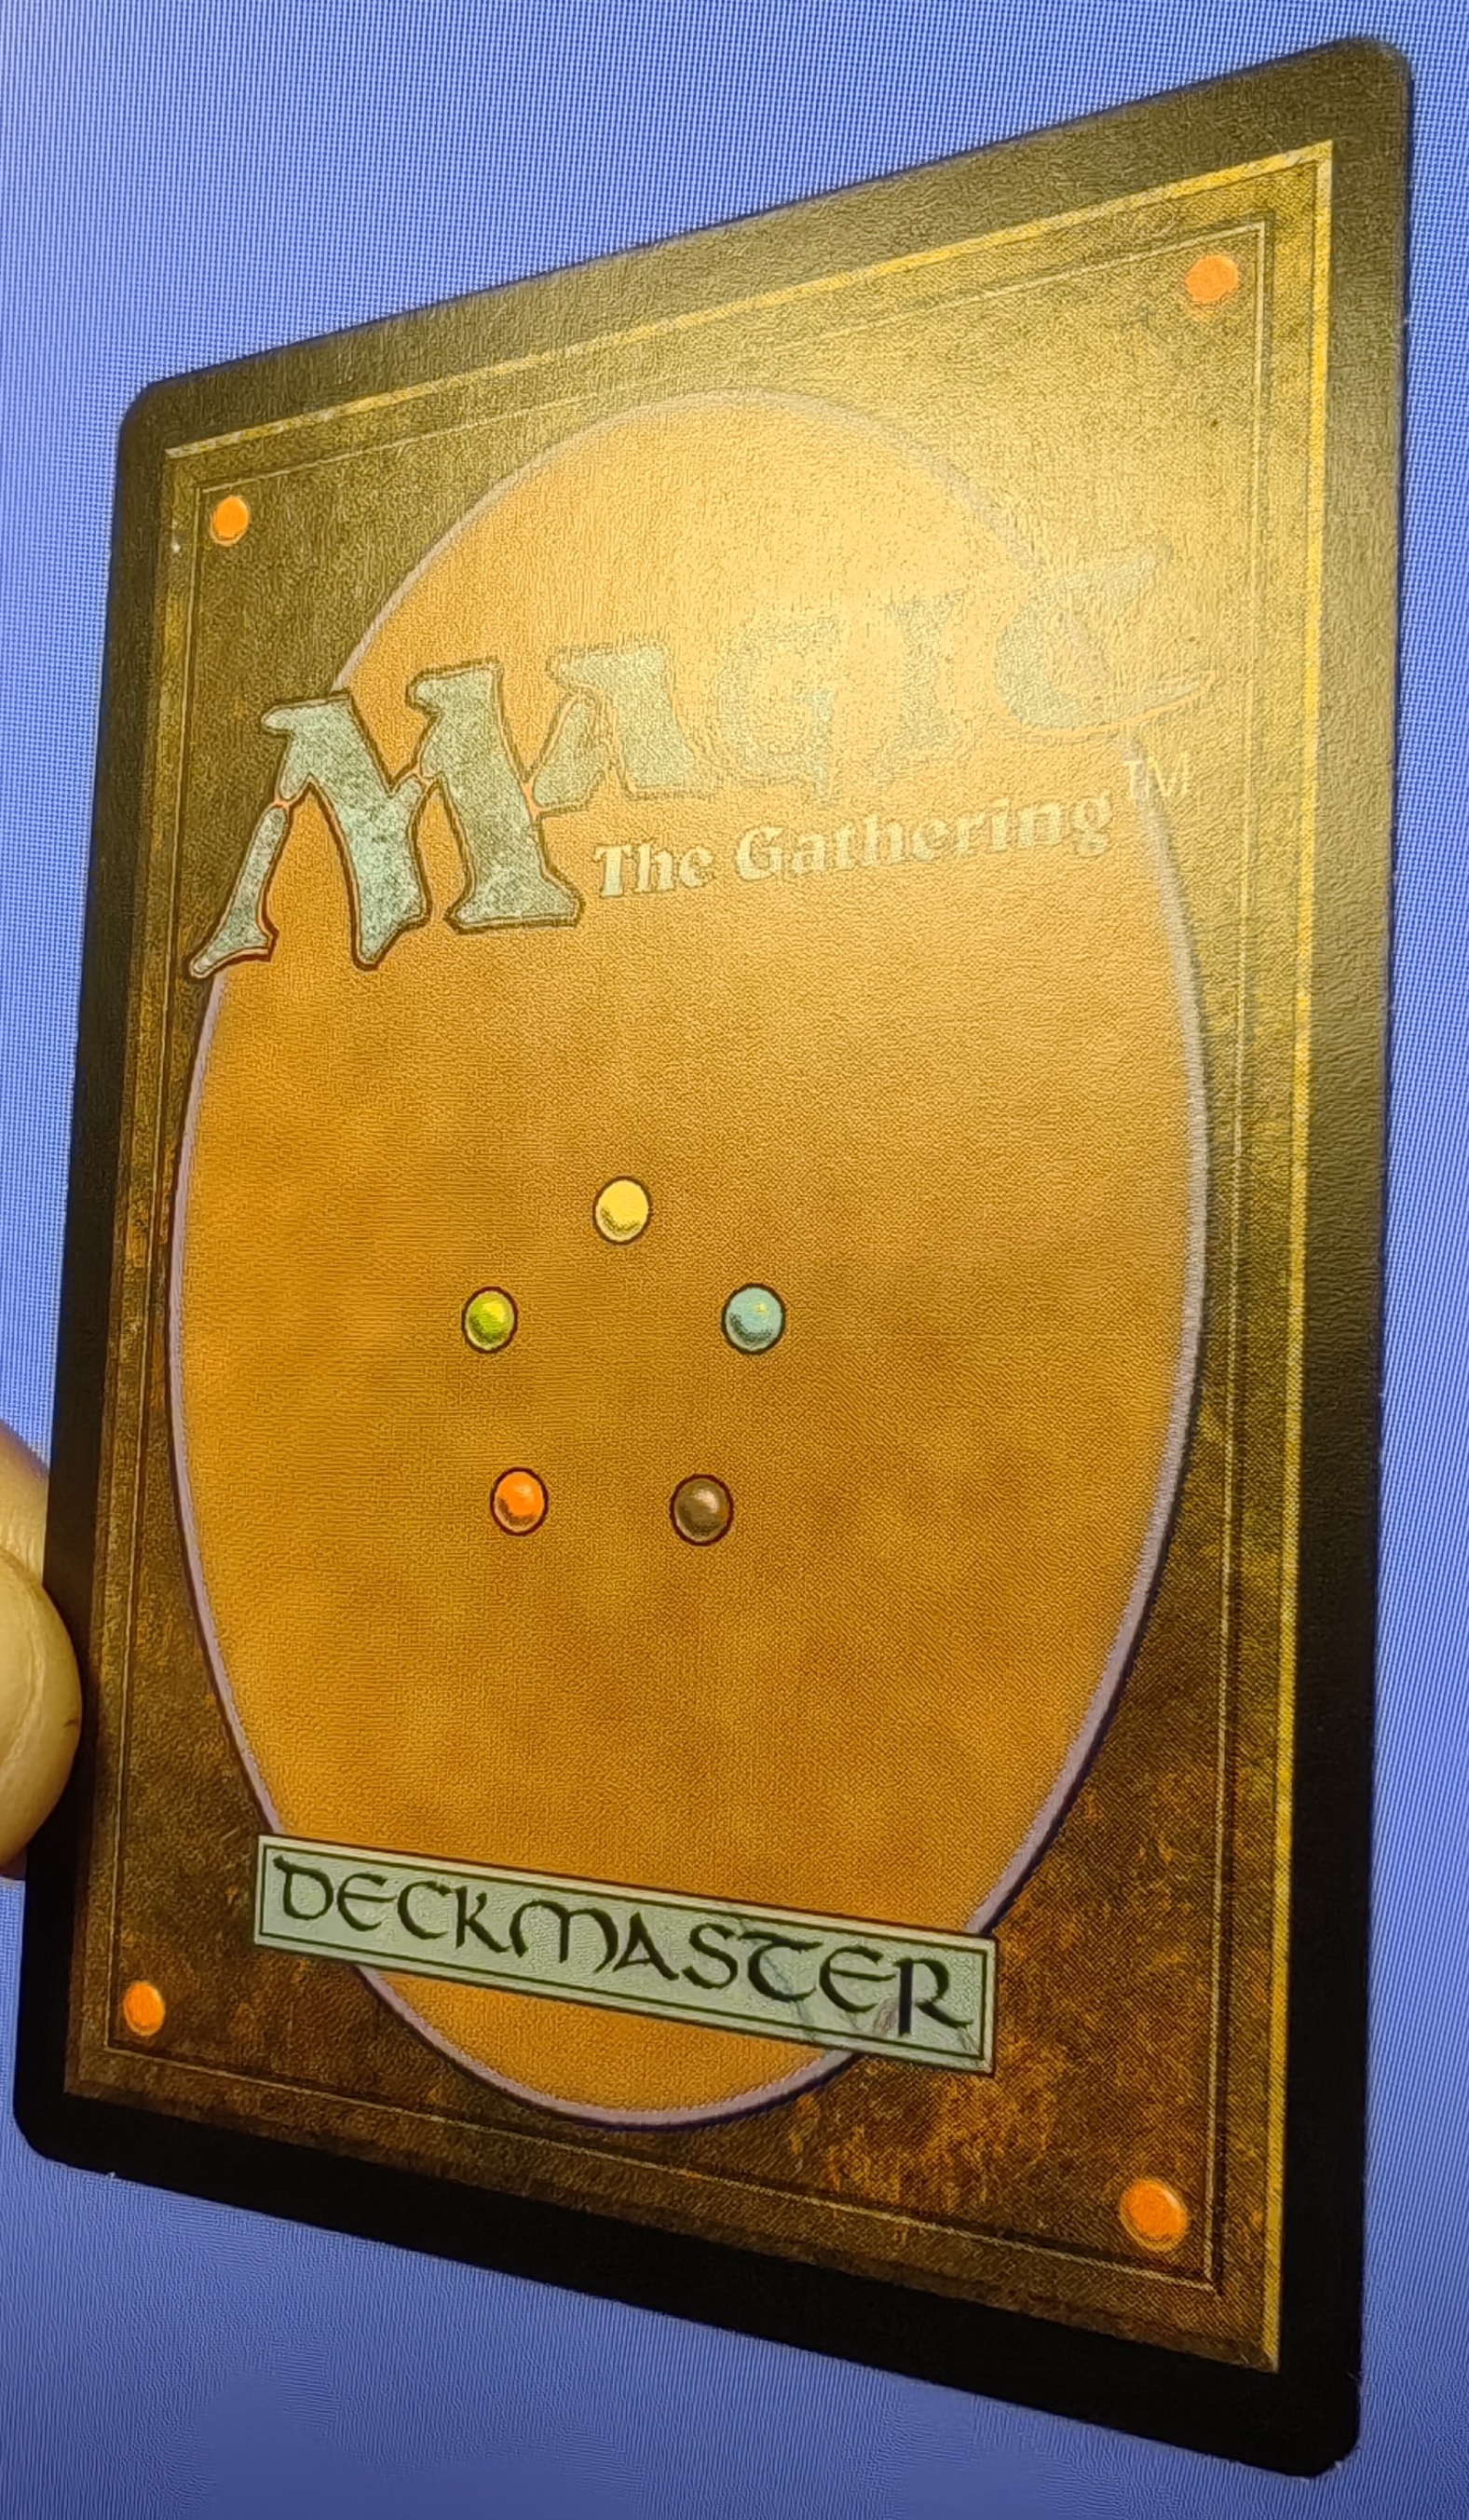 MAGIC
The Gathering™
DECKMASTER